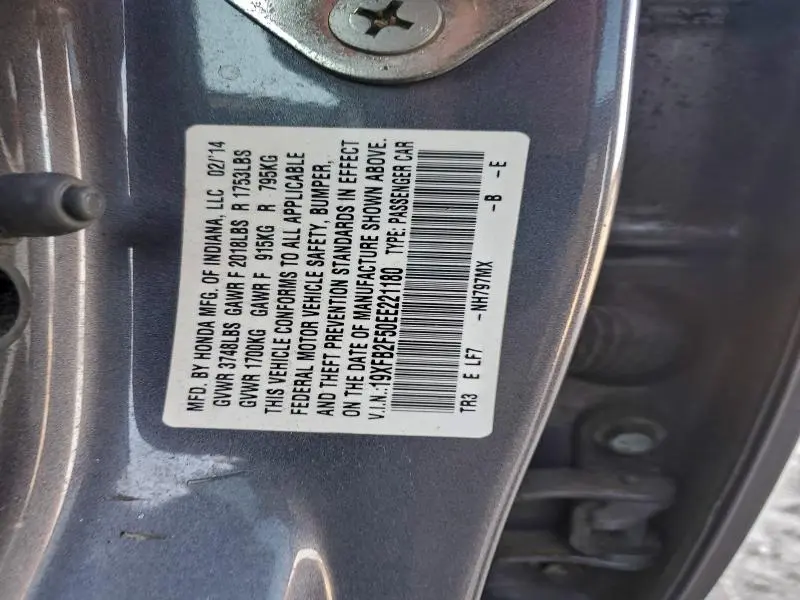 MFD. BY HONDA MFG. OF INDIANA, LLC 02/'14
GVWR 3748LBS GAWR F 2018LBS R 1753LBS
GVWR 1700KG GAWR F 915KG R 795KG
THIS VEHICLE CONFORMS TO ALL APPLICABLE
FEDERAL MOTOR VEHICLE SAFETY, BUMPER,
AND THEFT PREVENTION STANDARDS IN EFFECT
ON THE DATE OF MANUFACTURE SHOWN ABOVE.
V.I.N.:19XFB2F50EE221180 TYPE: PASSENGER CAR
TR3 E LF7 -NH797MX -B -E